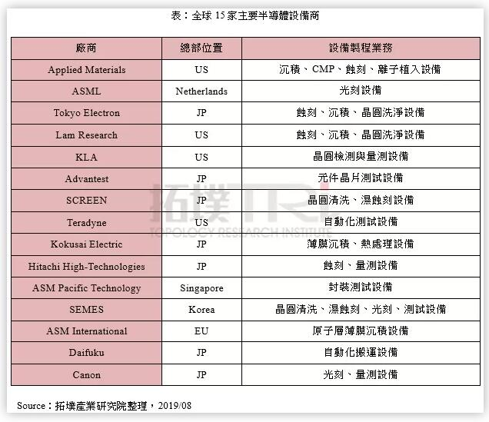 表：全球 15 家主要半導體設備商
廠商 總部位置 設備製程業務
Applied Materials US 沉積、CMP、蝕刻、離子植入設備
ASML Netherlands 光刻設備
Tokyo Electron JP 蝕刻、沉積、晶圓洗淨設備
Lam Research US 蝕刻、沉積、晶圓洗淨設備
KLA US 晶圓檢測與量測設備
Advantest JP 元件晶片測試設備
SCREEN JP 晶圓清洗、濕蝕刻設備
Teradyne US 自動化測試設備
Kokusai Electric JP 薄膜沉積、熱處理設備
Hitachi High-Technologies JP 蝕刻、量測設備
ASM Pacific Technology Singapore 封裝測試設備
SEMES Korea 晶圓清洗、濕蝕刻、光刻、測試設備
ASM International EU 原子層薄膜沉積設備
Daifuku JP 自動化搬運設備
Canon JP 光刻、量測設備
拓墣 TRI
TOPOLOGY RESEARCH INSTITUTE
Source：拓墣產業研究院整理，2019/08